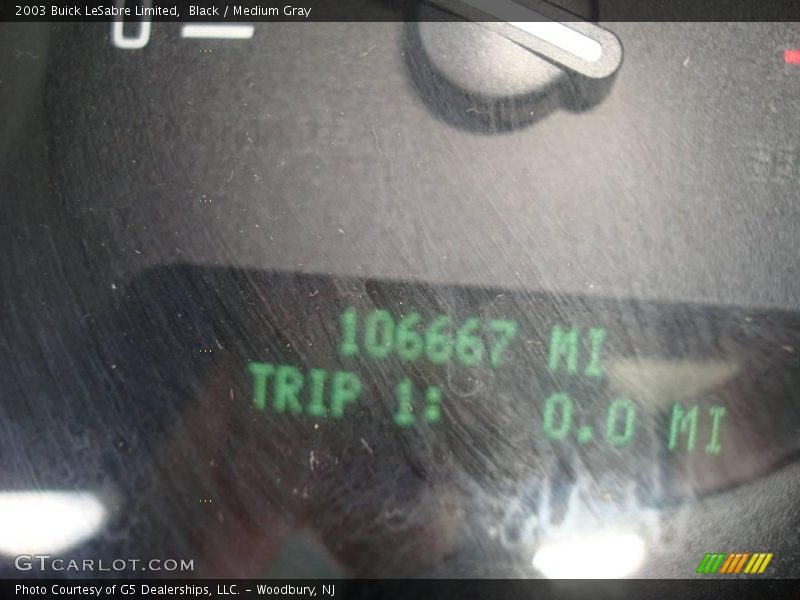 2003 Buick LeSabre Limited, Black / Medium Gray
0
106667 MI
TRIP 1: 0.0 MI
GTCARLOT.COM
Photo Courtesy of G5 Dealerships, LLC. – Woodbury, NJ